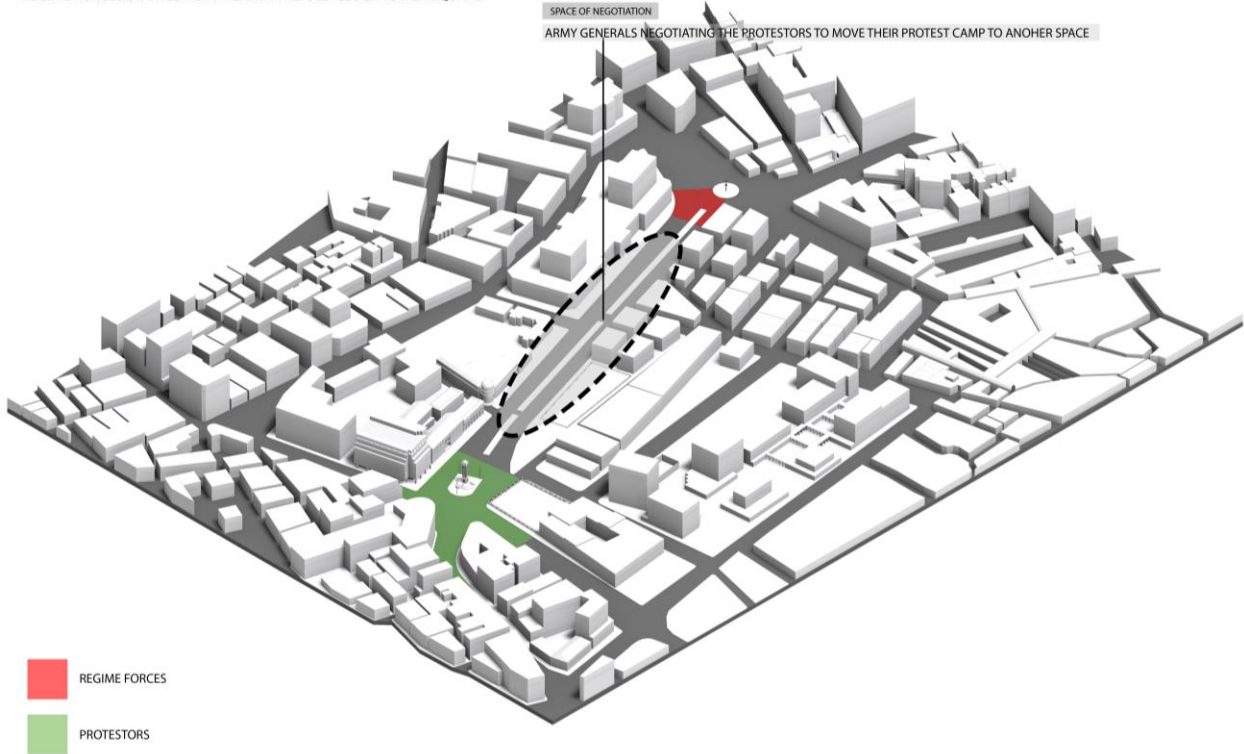 SPACE OF NEGOTIATION
ARMY GENERALS NEGOTIATING THE PROTESTORS TO MOVE THEIR PROTEST CAMP TO ANOHER SPACE
REGIME FORCES
PROTESTORS